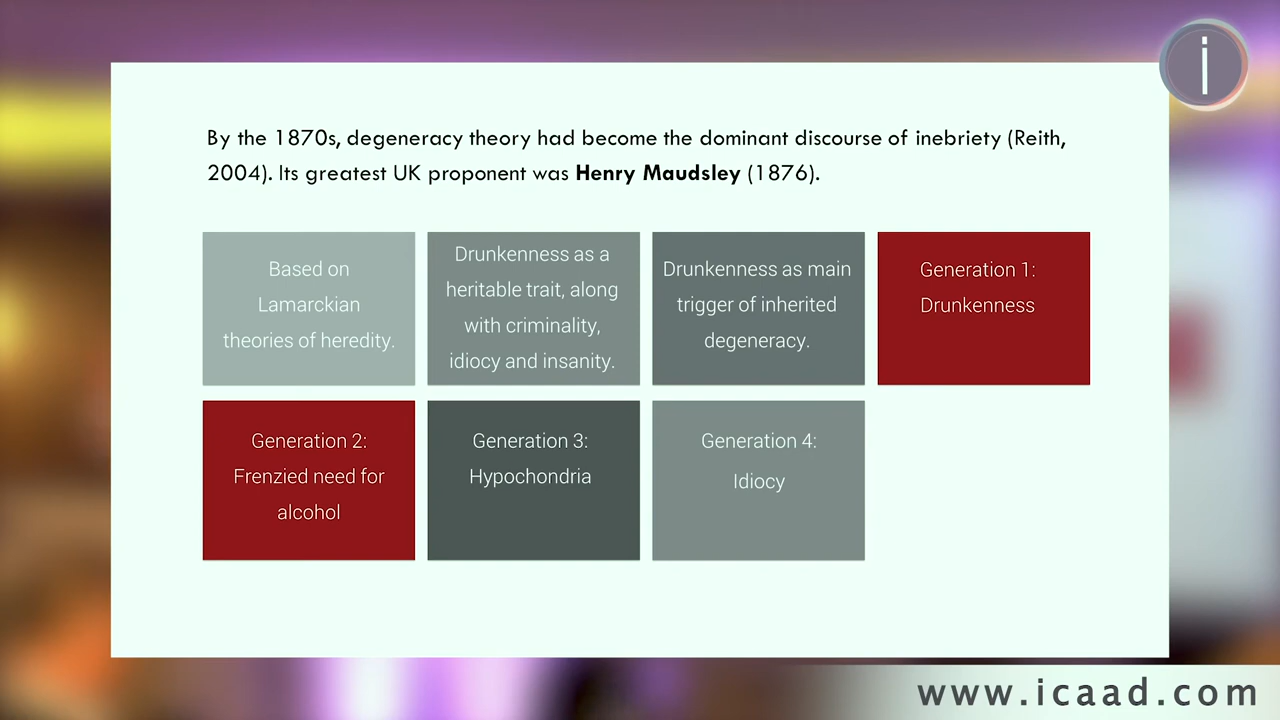 i
By the 1870s, degeneracy theory had become the dominant discourse of inebriety (Reith,
2004). Its greatest UK proponent was Henry Maudsley (1876).
Based on
Lamarckian
theories of heredity.
Drunkenness as a
heritable trait, along
with criminality,
idiocy and insanity.
Drunkenness as main
trigger of inherited
degeneracy.
Generation 1:
Drunkenness
Generation 2:
Frenzied need for
alcohol
Generation 3:
Hypochondria
Generation 4:
Idiocy
www.icaad.com